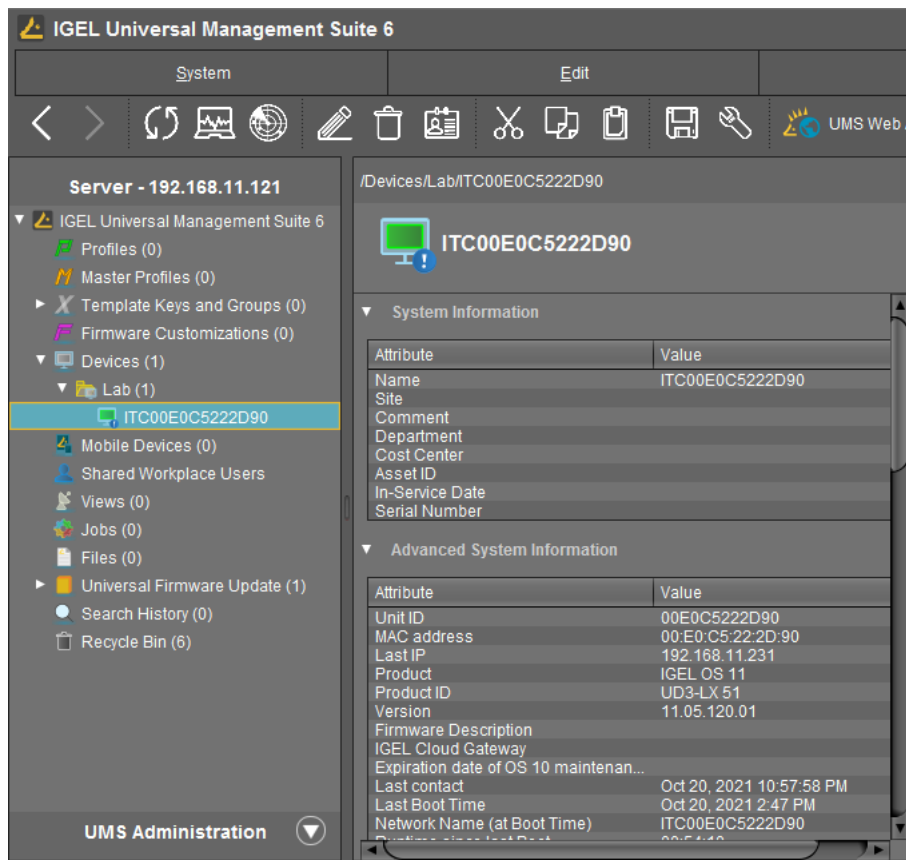 IGEL Universal Management Suite 6
System
Edit
UMS Web
Server - 192.168.11.121
IGEL Universal Management Suite 6
Profiles (0)
Master Profiles (0)
Template Keys and Groups (0)
Firmware Customizations (0)
Devices (1)
Lab (1)
ITC00E0C5222D90
Mobile Devices (0)
Shared Workplace Users
Views (0)
Jobs (0)
Files (0)
Universal Firmware Update (1)
Search History (0)
Recycle Bin (6)
UMS Administration
/Devices/Lab/ITC00E0C5222D90
ITC00E0C5222D90
System Information
Attribute Value
Name ITC00E0C5222D90
Site
Comment
Department
Cost Center
Asset ID
In-Service Date
Serial Number
Advanced System Information
Attribute Value
Unit ID 00E0C5222D90
MAC address 00:E0:C5:22:2D:90
Last IP 192.168.11.231
Product IGEL OS 11
Product ID UD3-LX 51
Version 11.05.120.01
Firmware Description
IGEL Cloud Gateway
Expiration date of OS 10 maintenan...
Last contact Oct 20, 2021 10:57:58 PM
Last Boot Time Oct 20, 2021 2:47 PM
Network Name (at Boot Time) ITC00E0C5222D90